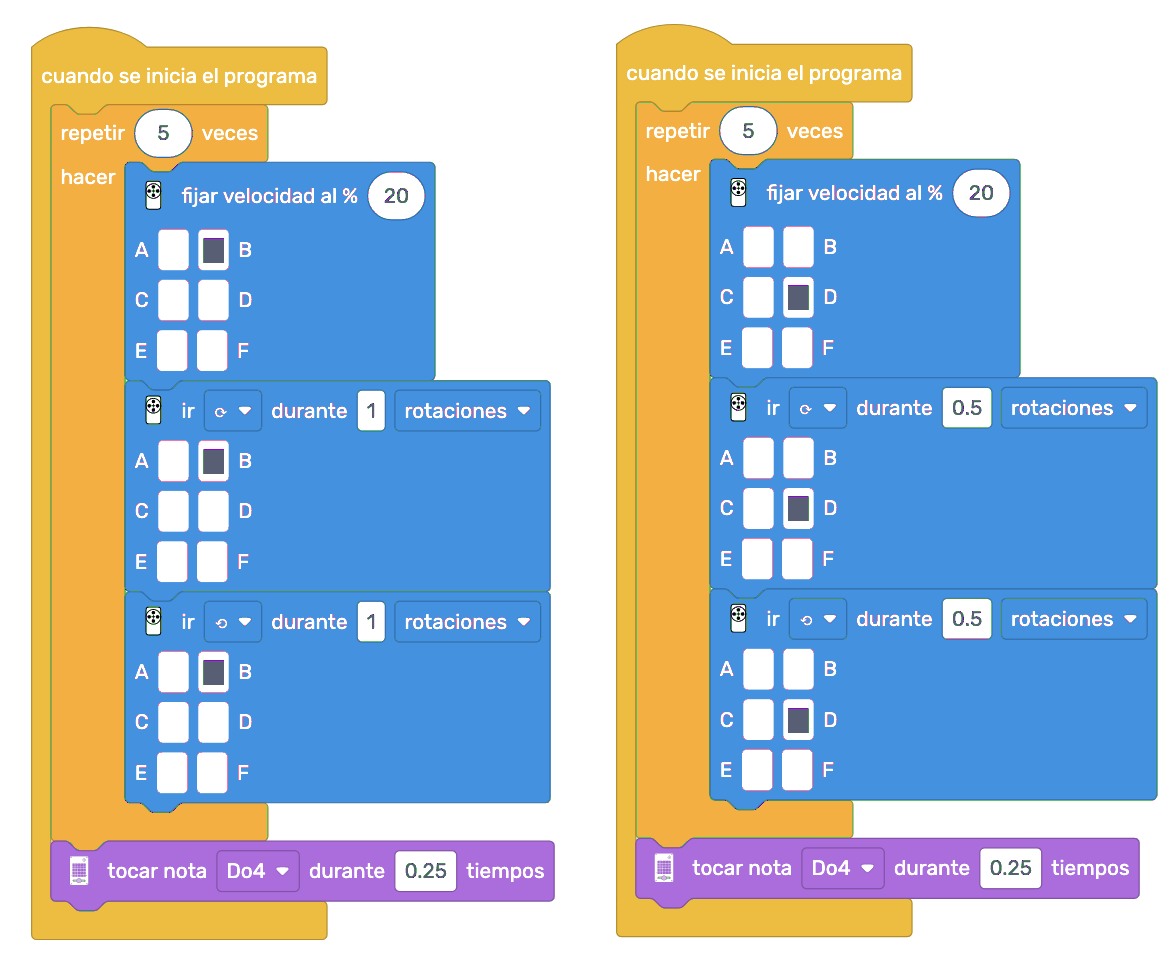 cuando se inicia el programa
repetir 5 veces
hacer
fijar velocidad al % 20
A B
C D
E F
ir durante 1 rotaciones
A B
C D
E F
ir durante 1 rotaciones
A B
C D
E F
tocar nota Do4 durante 0.25 tiempos
cuando se inicia el programa
repetir 5 veces
hacer
fijar velocidad al % 20
A B
C D
E F
ir durante 0.5 rotaciones
A B
C D
E F
ir durante 0.5 rotaciones
A B
C D
E F
tocar nota Do4 durante 0.25 tiempos